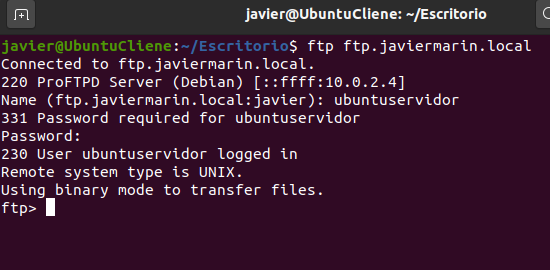 javier@UbuntuCliene: ~/Escritorio
javier@UbuntuCliene:~/Escritorio$ ftp ftp.javiermarin.local
Connected to ftp.javiermarin.local.
220 ProFTPD Server (Debian) [::ffff:10.0.2.4]
Name (ftp.javiermarin.local:javier): ubuntuservidor
331 Password required for ubuntuservidor
Password:
230 User ubuntuservidor logged in
Remote system type is UNIX.
Using binary mode to transfer files.
ftp>